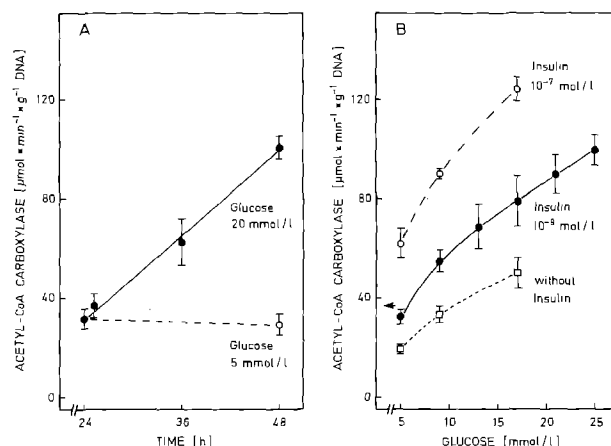 A
ACETYL-CoA CARBOXYLASE [µmol × min⁻¹ × g⁻¹ DNA]
120
80
40
0
Glucose
20 mmol/l
Glucose
5 mmol/l
24
36
48
TIME [h]
B
ACETYL-CoA CARBOXYLASE [µmol × min⁻¹ × g⁻¹ DNA]
120
80
40
0
Insulin
10⁻⁷ mol/l
Insulin
10⁻⁹ mol/l
without
Insulin
5
10
15
20
25
GLUCOSE [mmol/l]